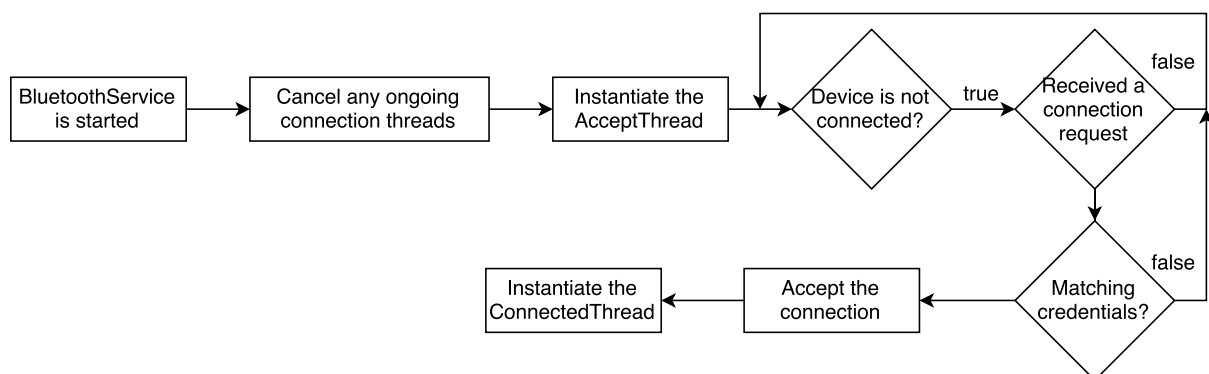 BluetoothService
is started
Cancel any ongoing
connection threads
Instantiate the
AcceptThread
Device is not
connected?
true
Received a
connection
request
false
Matching
credentials?
false
Accept the
connection
Instantiate the
ConnectedThread